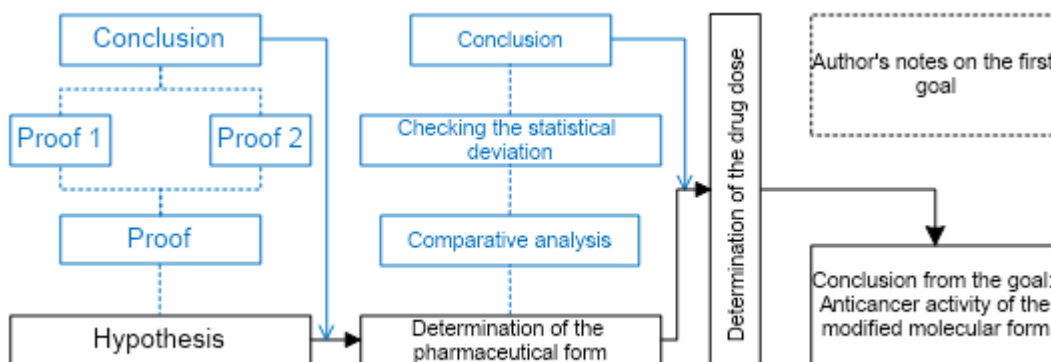 Conclusion
Proof 1
Proof 2
Proof
Hypothesis
Conclusion
Checking the statistical
deviation
Comparative analysis
Determination of the
pharmaceutical form
Determination of the drug dose
Author's notes on the first
goal
Conclusion from the goal:
Anticancer activity of the
modified molecular form